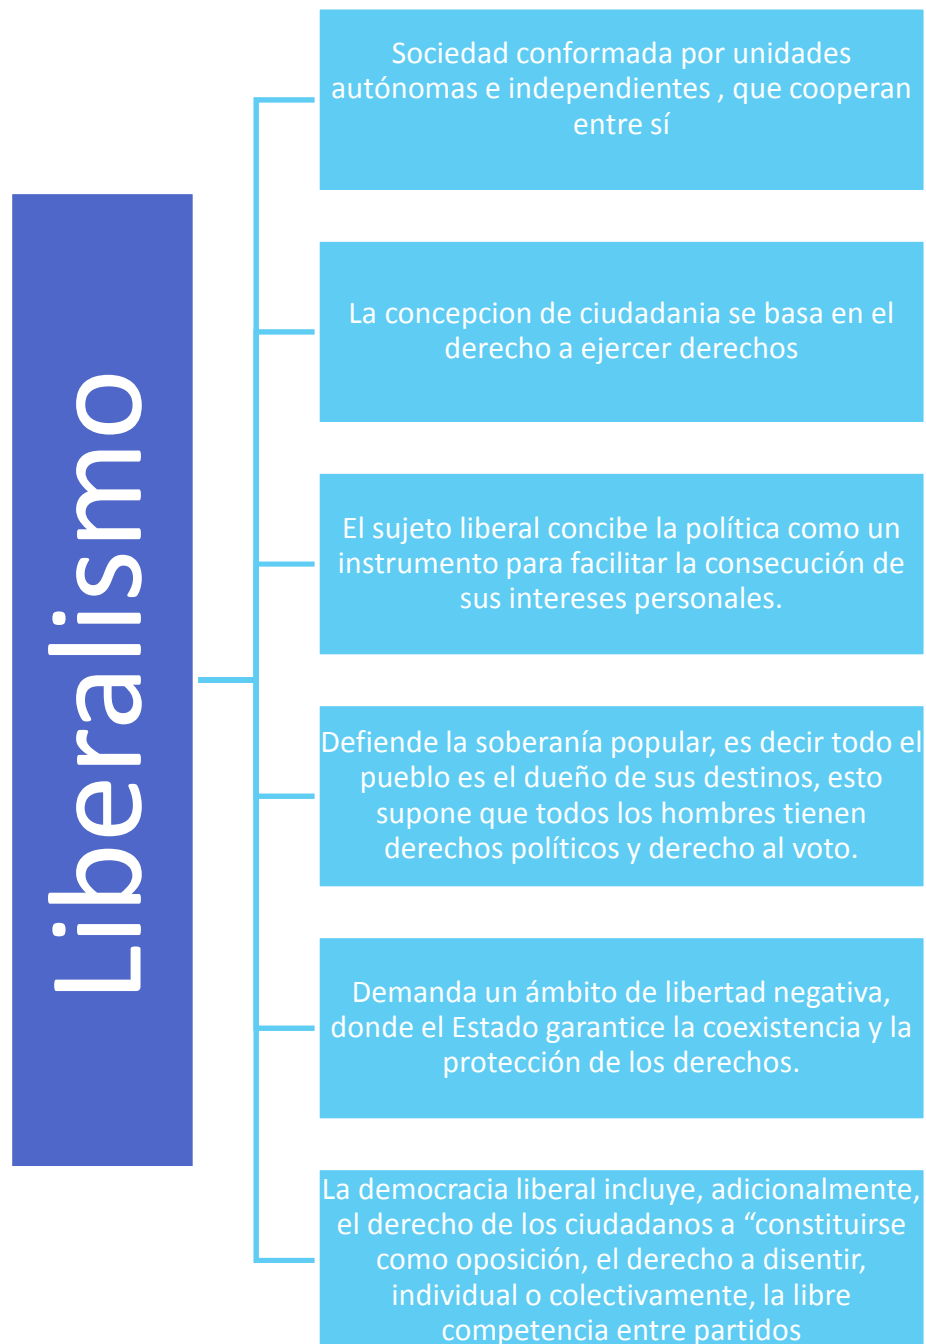 Liberalismo
Sociedad conformada por unidades
autónomas e independientes , que cooperan
entre sí
La concepcion de ciudadania se basa en el
derecho a ejercer derechos
El sujeto liberal concibe la política como un
instrumento para facilitar la consecución de
sus intereses personales.
Defiende la soberanía popular, es decir todo el
pueblo es el dueño de sus destinos, esto
supone que todos los hombres tienen
derechos políticos y derecho al voto.
Demanda un ámbito de libertad negativa,
donde el Estado garantice la coexistencia y la
protección de los derechos.
La democracia liberal incluye, adicionalmente,
el derecho de los ciudadanos a “constituirse
como oposición, el derecho a disentir,
individual o colectivamente, la libre
competencia entre partidos